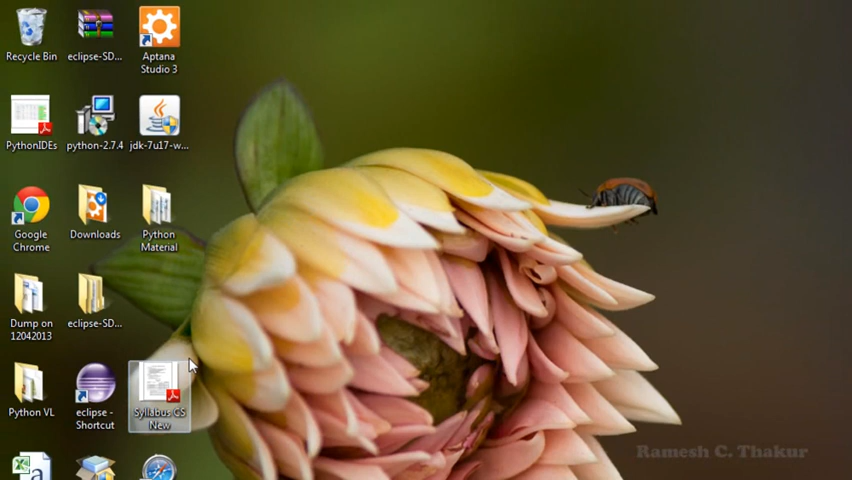 Recycle Bin
eclipse-SD...
Aptana
Studio 3
PythonIDEs
python-2.7.4
jdk-7u17-w...
Google
Chrome
Downloads
Python
Material
Dump on
12042013
eclipse-SD...
Python VL
eclipse -
Shortcut
Syllabus CS
New
Ramesh C. Thakur